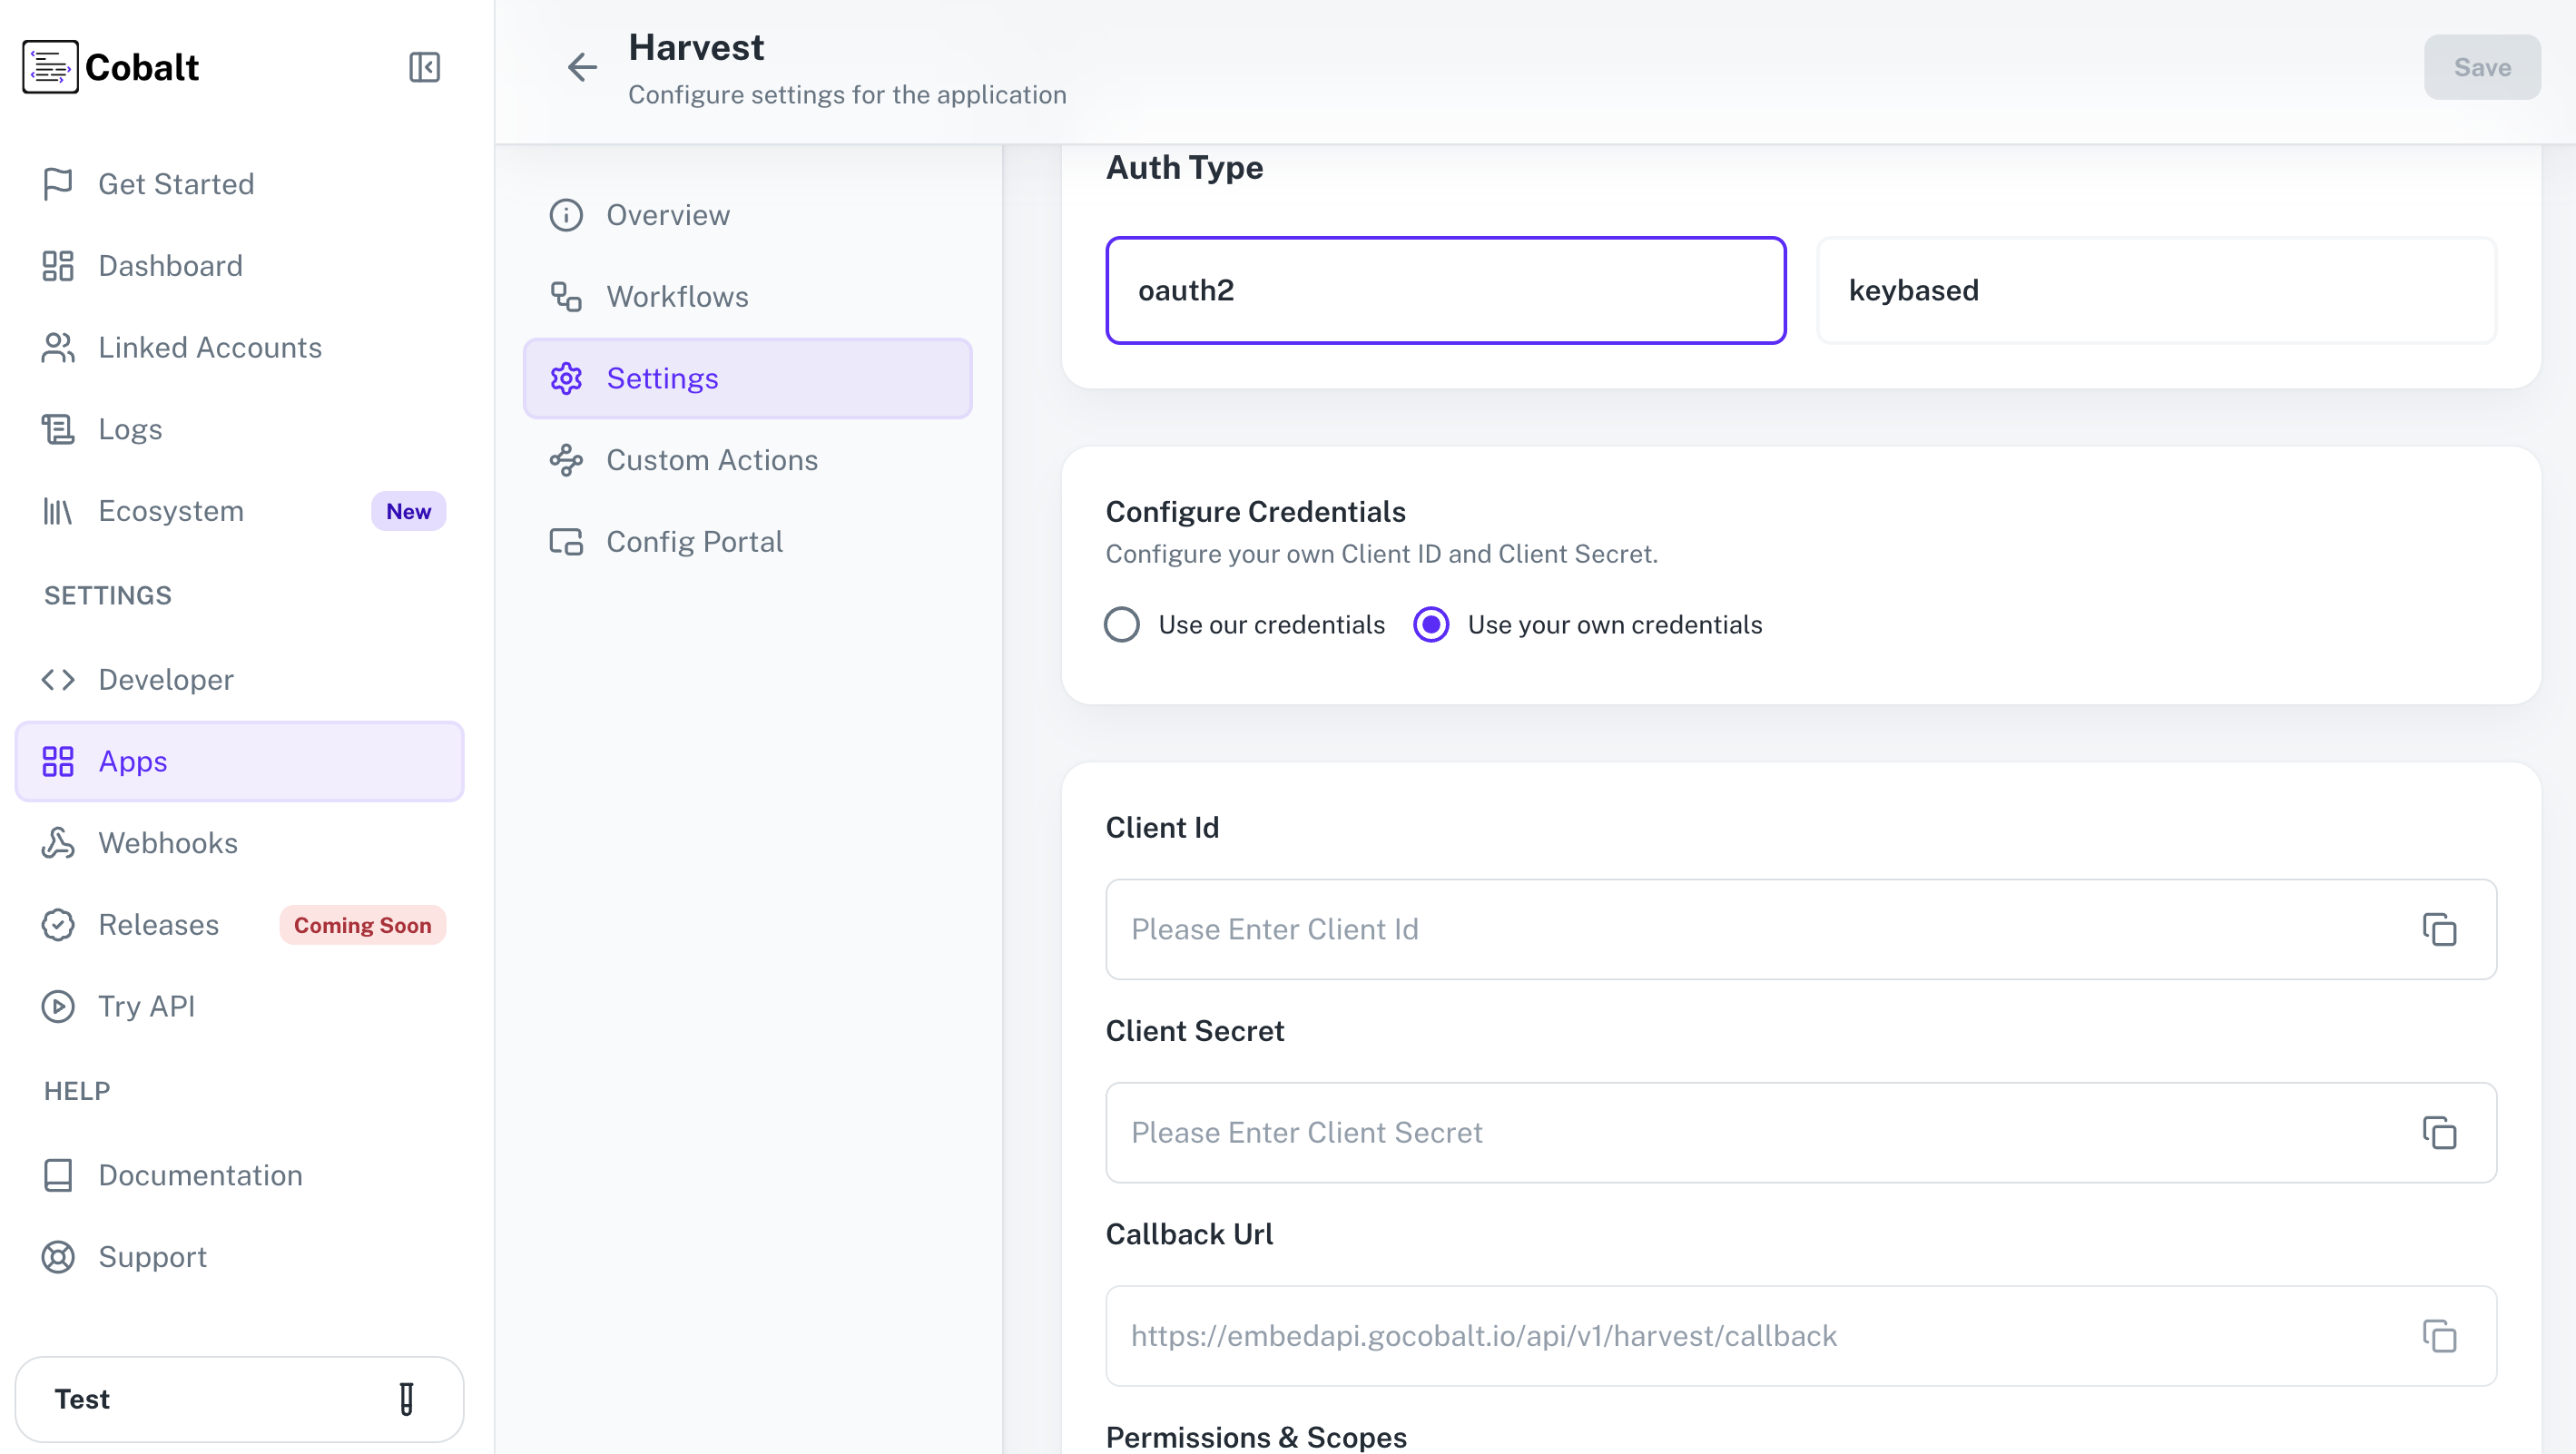 Cobalt
Get Started
Dashboard
Linked Accounts
Logs
Ecosystem New
SETTINGS
Developer
Apps
Webhooks
Releases Coming Soon
Try API
HELP
Documentation
Support
Test
Harvest
Configure settings for the application
Save
Overview
Workflows
Settings
Custom Actions
Config Portal
Auth Type
oauth2
keybased
Configure Credentials
Configure your own Client ID and Client Secret.
Use our credentials
Use your own credentials
Client Id
Please Enter Client Id
Client Secret
Please Enter Client Secret
Callback Url
https://embedapi.gocobalt.io/api/v1/harvest/callback
Permissions & Scopes